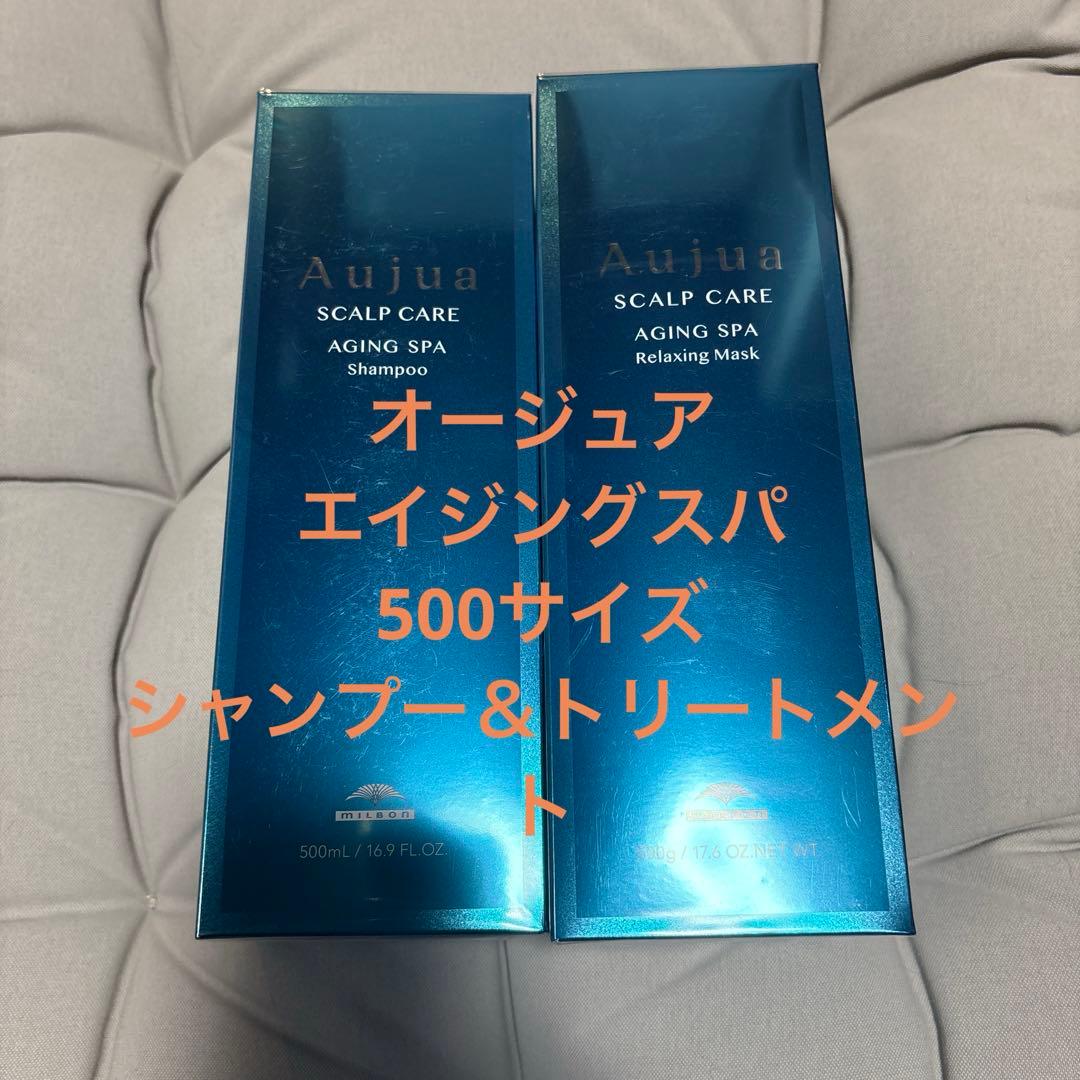 Aujua
SCALP CARE
AGING SPA
Shampoo
MILBON
500mL / 16.9 FL.OZ.
Aujua
SCALP CARE
AGING SPA
Relaxing Mask
500g / 17.6 OZ.NET WT.
オージュア
エイジングスパ
500サイズ
シャンプー&トリートメン
ト